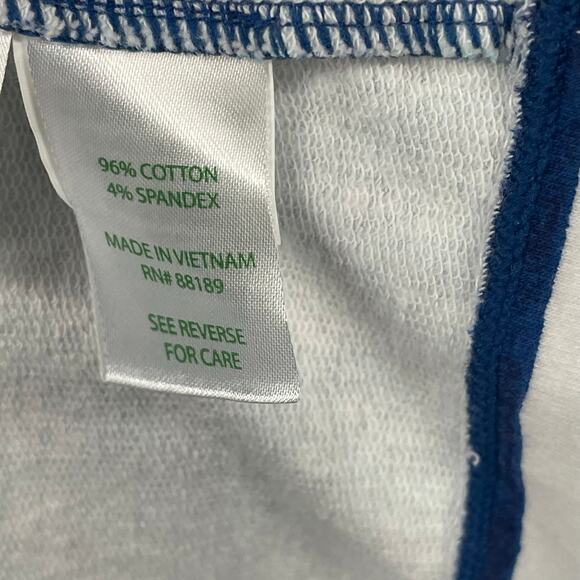 96% COTTON
4% SPANDEX
MADE IN VIETNAM
RN# 88189
SEE REVERSE
FOR CARE